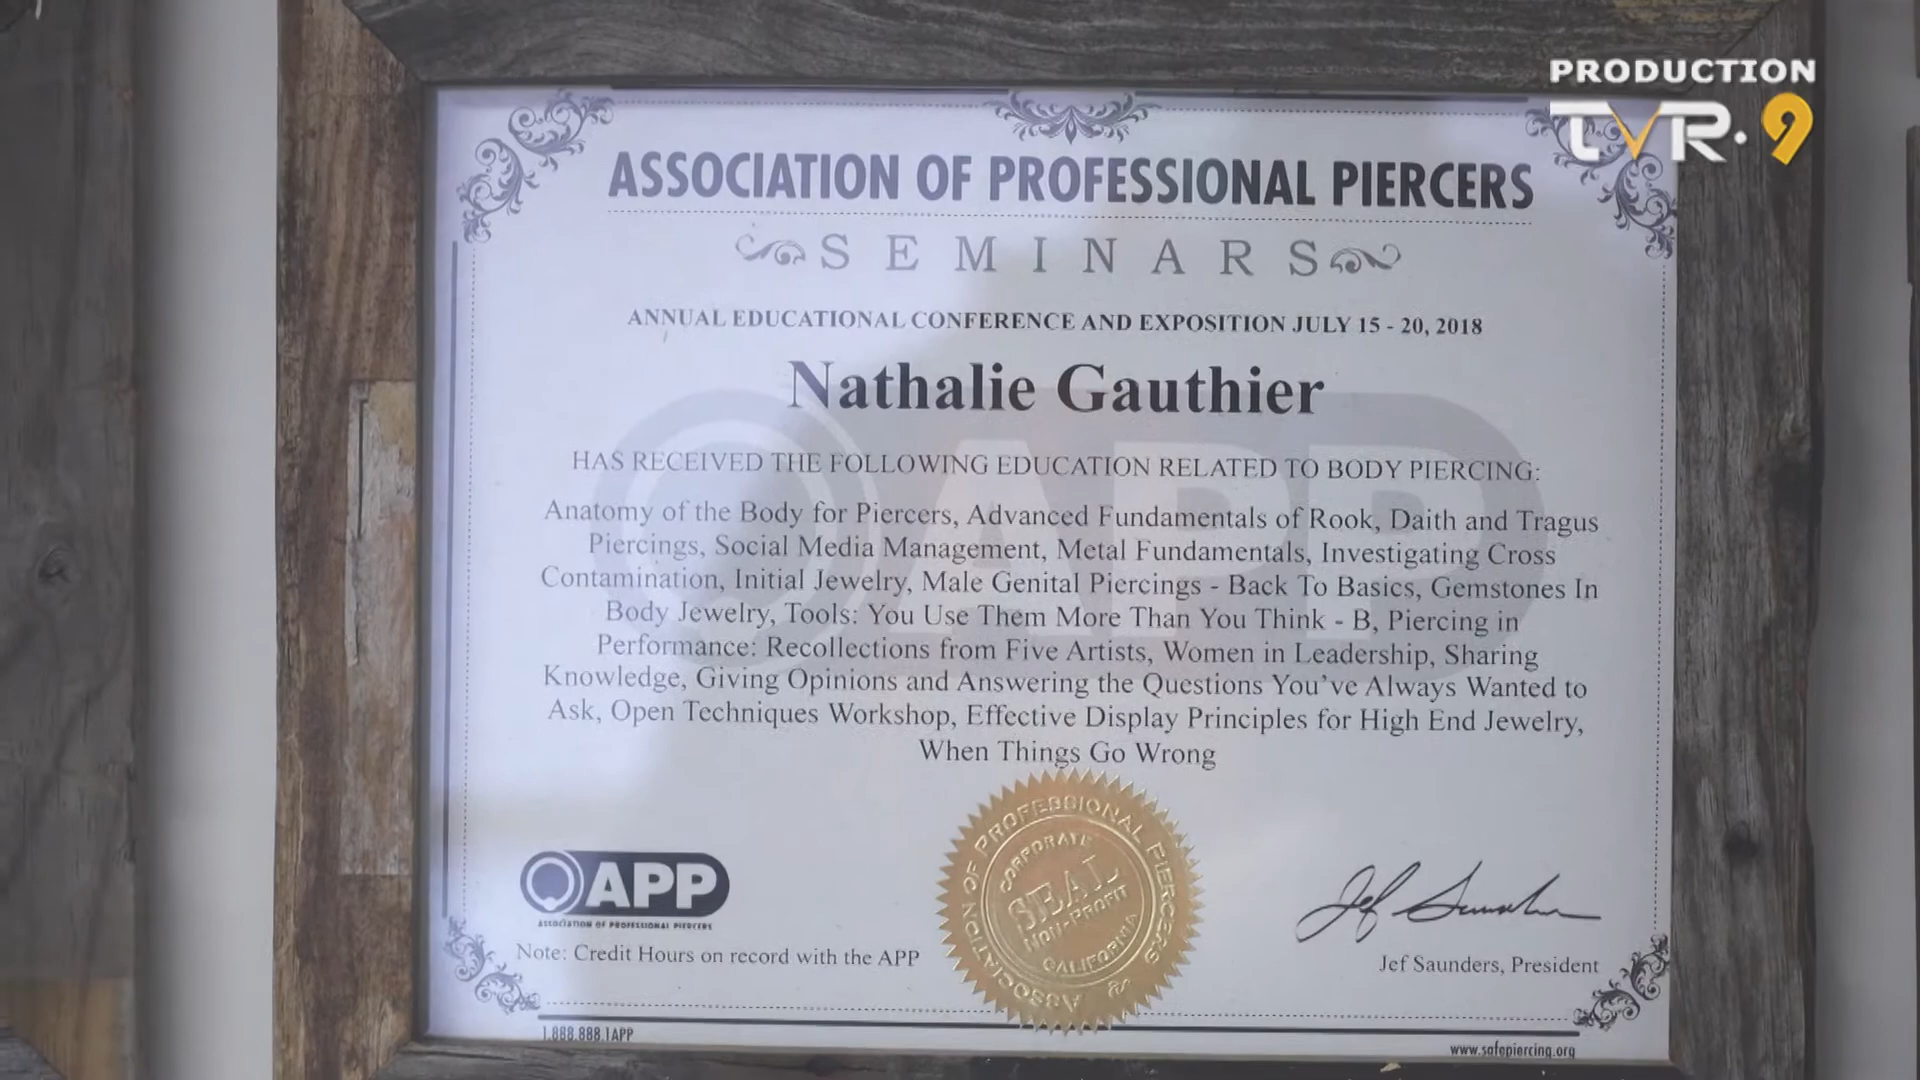 PRODUCTION
TVR·9
ASSOCIATION OF PROFESSIONAL PIERCERS
SEMINARS
ANNUAL EDUCATIONAL CONFERENCE AND EXPOSITION JULY 15 - 20, 2018
Nathalie Gauthier
HAS RECEIVED THE FOLLOWING EDUCATION RELATED TO BODY PIERCING:
Anatomy of the Body for Piercers, Advanced Fundamentals of Rook, Daith and Tragus
Piercings, Social Media Management, Metal Fundamentals, Investigating Cross
Contamination, Initial Jewelry, Male Genital Piercings - Back To Basics, Gemstones In
Body Jewelry, Tools: You Use Them More Than You Think - B, Piercing in
Performance: Recollections from Five Artists, Women in Leadership, Sharing
Knowledge, Giving Opinions and Answering the Questions You've Always Wanted to
Ask, Open Techniques Workshop, Effective Display Principles for High End Jewelry,
When Things Go Wrong
APP
ASSOCIATION OF PROFESSIONAL PIERCERS
Note: Credit Hours on record with the APP
ASSOCIATION OF PROFESSIONAL PIERCERS
CORPORATE
SEAL
NON-PROFIT
CALIFORNIA
Jef Saunders
Jef Saunders, President
1.888.888.1APP
www.safepiercing.org
APP